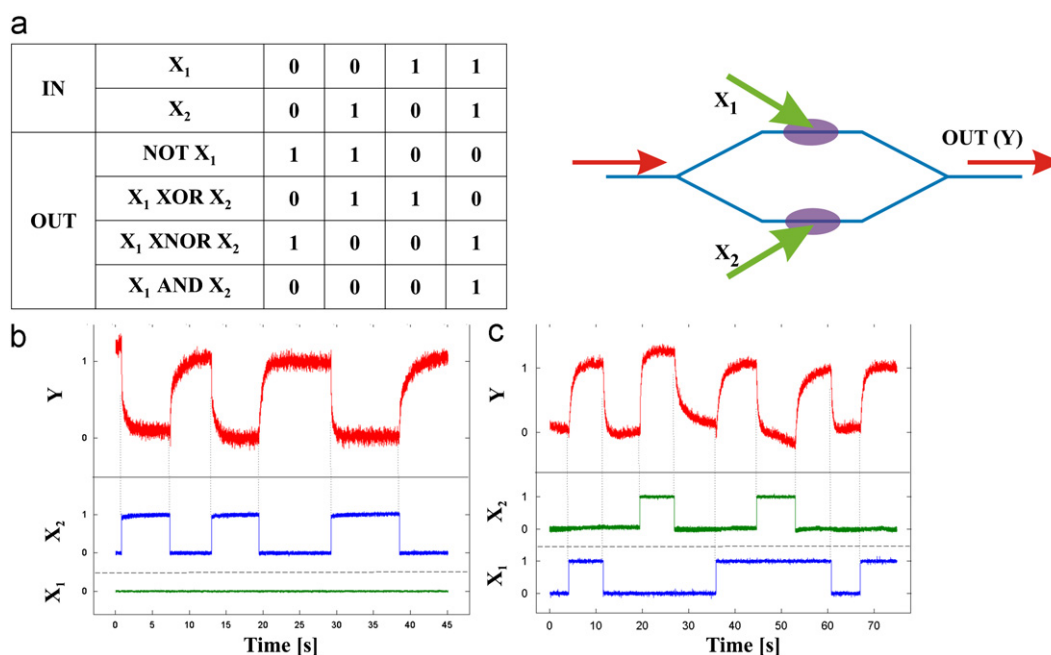 a
IN X₁ 0 0 1 1
X₂ 0 1 0 1
OUT NOT X₁ 1 1 0 0
X₁ XOR X₂ 0 1 1 0
X₁ XNOR X₂ 1 0 0 1
X₁ AND X₂ 0 0 0 1
X₁
X₂
OUT (Y)
b
Y
1
0
X₂
1
0
X₁
0
0 5 10 15 20 25 30 35 40 45
Time [s]
c
Y
1
0
X₂
1
0
X₁
1
0
0 10 20 30 40 50 60 70
Time [s]